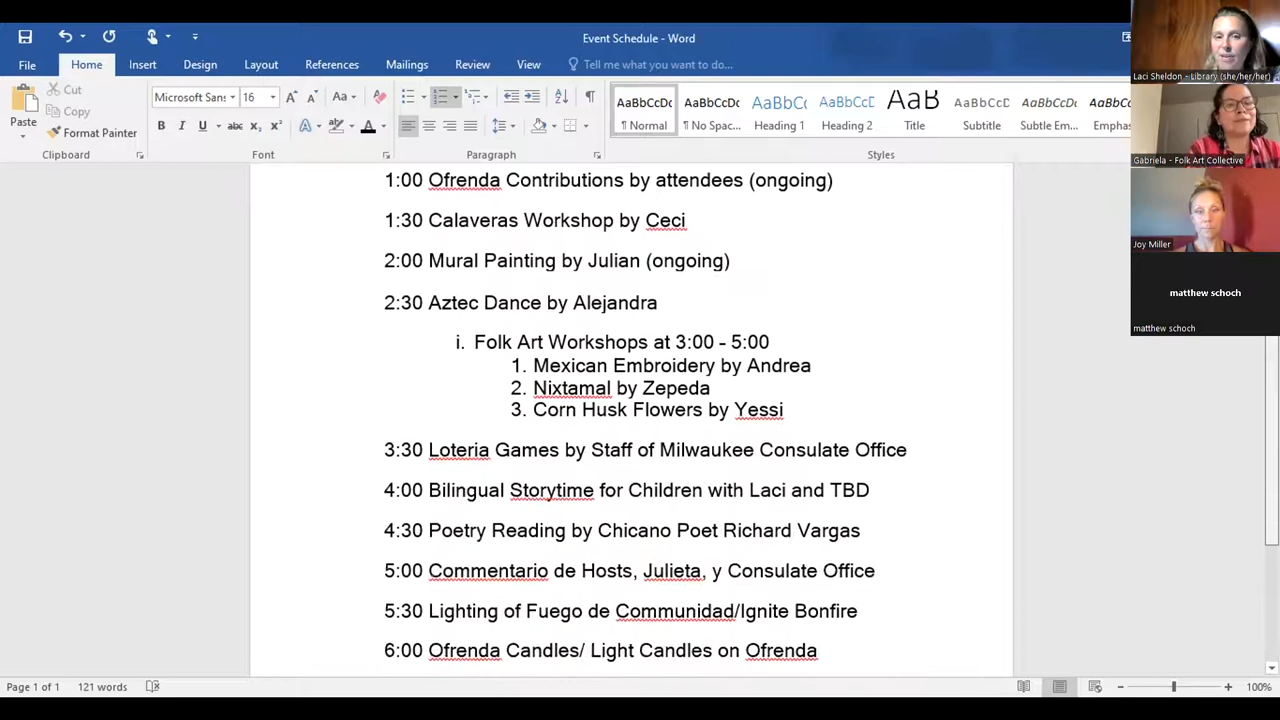 Event Schedule - Word
File Home Insert Design Layout References Mailings Review View Tell me what you want to do...
Paste
Cut
Copy
Format Painter
Clipboard
Microsoft Sans 16
Font
Paragraph
AaBbCcDc AaBbCcDc AaBbCc AaBbCcC AaB AaBbCcD AaBbCcDc AaBbCcDc
¶ Normal ¶ No Spac... Heading 1 Heading 2 Title Subtitle Subtle Em... Emphas
Styles
1:00 Ofrenda Contributions by attendees (ongoing)
1:30 Calaveras Workshop by Ceci
2:00 Mural Painting by Julian (ongoing)
2:30 Aztec Dance by Alejandra
i. Folk Art Workshops at 3:00 - 5:00
1. Mexican Embroidery by Andrea
2. Nixtamal by Zepeda
3. Corn Husk Flowers by Yessi
3:30 Loteria Games by Staff of Milwaukee Consulate Office
4:00 Bilingual Storytime for Children with Laci and TBD
4:30 Poetry Reading by Chicano Poet Richard Vargas
5:00 Commentario de Hosts, Julieta, y Consulate Office
5:30 Lighting of Fuego de Communidad/Ignite Bonfire
6:00 Ofrenda Candles/ Light Candles on Ofrenda
Page 1 of 1 121 words
100%
Laci Sheldon - Library (she/her/her)
Gabriela - Folk Art Collective
Joy Miller
matthew schoch
matthew schoch